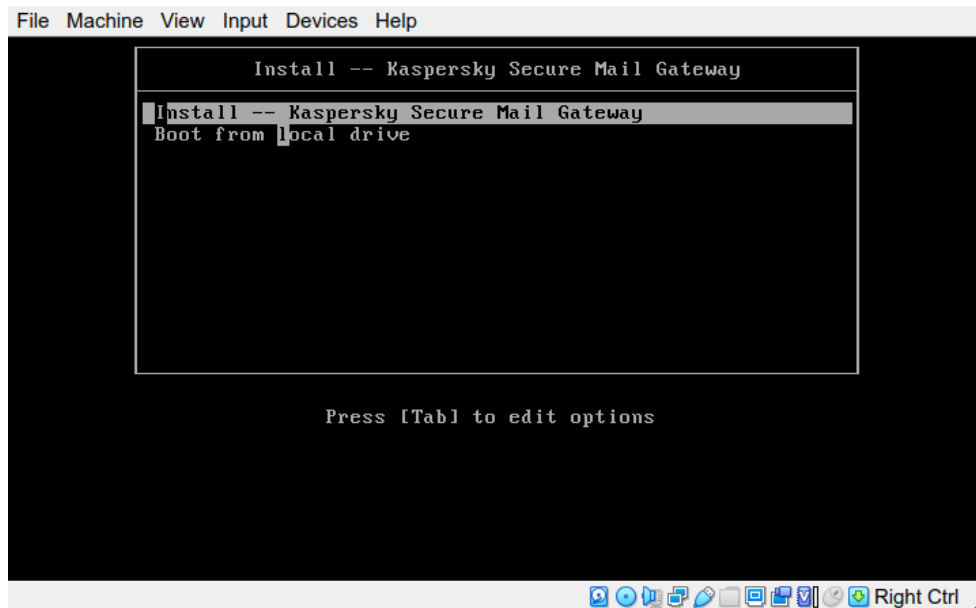 File Machine View Input Devices Help
Install -- Kaspersky Secure Mail Gateway
Install -- Kaspersky Secure Mail Gateway
Boot from local drive
Press [Tab] to edit options
Right Ctrl